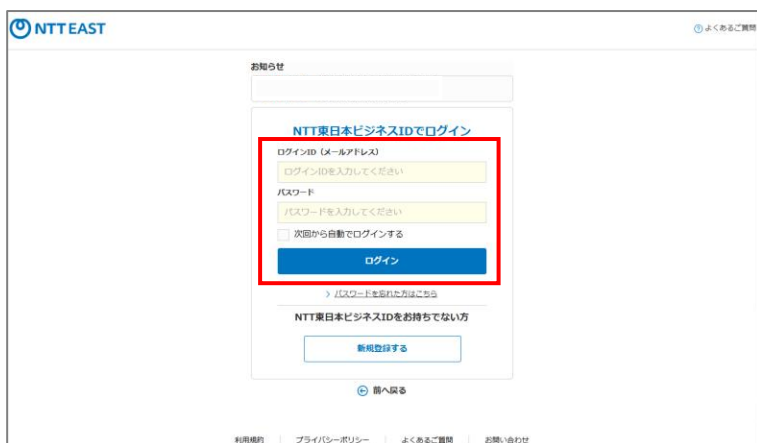 NTT EAST
よくあるご質問
お知らせ
NTT東日本ビジネスIDでログイン
ログインID（メールアドレス）
ログインIDを入力してください
パスワード
パスワードを入力してください
次回から自動でログインする
ログイン
> パスワードを忘れた方はこちら
NTT東日本ビジネスIDをお持ちでない方
新規登録する
前へ戻る
利用規約 | プライバシーポリシー | よくあるご質問 | お問い合わせ